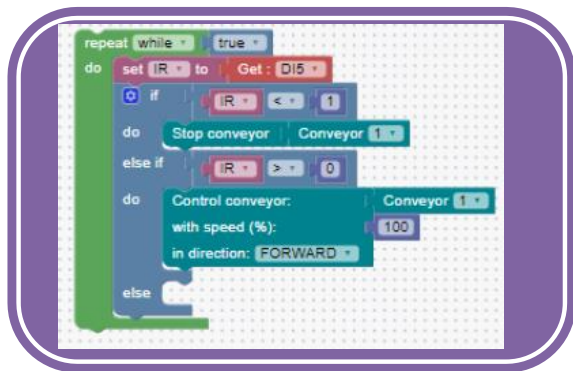 repeat while true
do set IR to Get : DI5
if IR < 1
do Stop conveyor Conveyor 1
else if IR > 0
do Control conveyor: Conveyor 1
with speed (%): 100
in direction: FORWARD
else